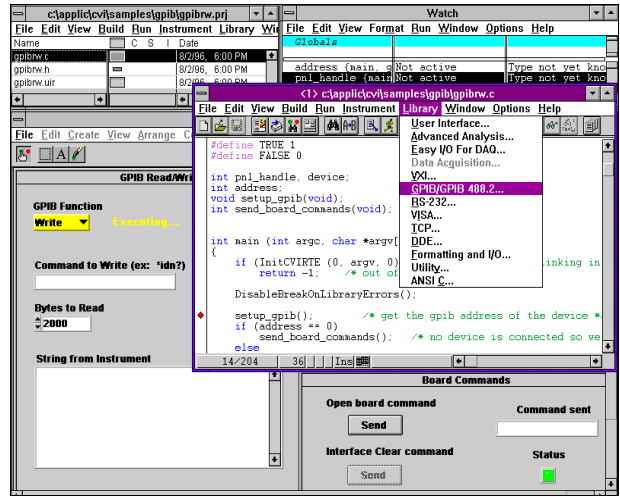 c:\applic\cvi\samples\gpib\gpibrw.prj
File Edit View Build Run Instrument Library
Name C S I Date
gpibrw.c 8/2/96, 6:00 PM
gpibrw.h 8/2/96, 6:00 PM
gpibrw.uir 8/2/96, 6:00 PM
Watch
File Edit View Format Run Window Options Help
Globals
address {main, g Not active Type not yet kno
pnl_handle {main Not active Type not yet kno
<1> c:\applic\cvi\samples\gpib\gpibrw.c
File Edit View Build Run Instrument Library Window Options Help
User Interface...
Advanced Analysis...
Easy I/O For DAQ...
Data Acquisition...
VXI...
GPIB/GPIB 488.2...
RS-232...
VISA...
TCP...
DDE...
Formatting and I/O...
Utility...
ANSI C...
#define TRUE 1
#define FALSE 0
int pnl_handle, device;
int address;
void setup_gpib(void);
int send_board_commands(void);
int main (int argc, char *argv[
{
if (InitCVIRTE (0, argv, 0) linking in
return -1; /* out of
DisableBreakOnLibraryErrors();
setup_gpib(); /* get the gpib address of the device *
if (address == 0)
send_board_commands(); /* no device is connected so we
else
14/204 36 Ins
File Edit Create View Arrange
GPIB Read/Wri
GPIB Function
Write Executing...
Command to Write (ex: *idn?)
Bytes to Read
2000
String from Instrument
Board Commands
Open board command
Send
Command sent
Interface Clear command
Send
Status